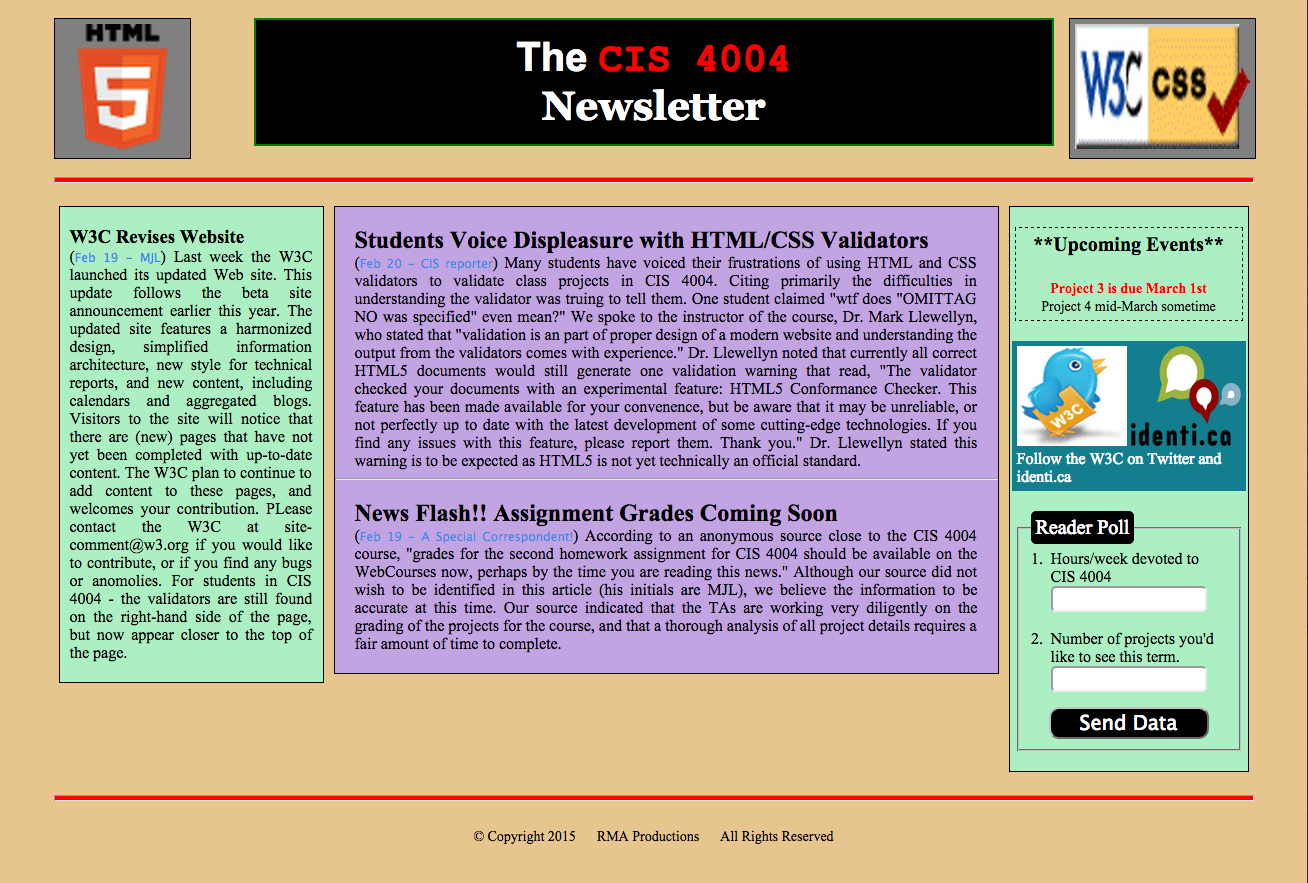 HTML
5
The CIS 4004
Newsletter
W3C CSS
W3C Revises Website
(Feb 19 - MJL) Last week the W3C
launched its updated Web site. This
update follows the beta site
announcement earlier this year. The
updated site features a harmonized
design, simplified information
architecture, new style for technical
reports, and new content, including
calendars and aggregated blogs.
Visitors to the site will notice that
there are (new) pages that have not
yet been completed with up-to-date
content. The W3C plan to continue to
add content to these pages, and
welcomes your contribution. PLease
contact the W3C at site-
comment@w3.org if you would like
to contribute, or if you find any bugs
or anomolies. For students in CIS
4004 - the validators are still found
on the right-hand side of the page,
but now appear closer to the top of
the page.
Students Voice Displeasure with HTML/CSS Validators
(Feb 20 - CIS reporter) Many students have voiced their frustrations of using HTML and CSS
validators to validate class projects in CIS 4004. Citing primarily the difficulties in
understanding the validator was truing to tell them. One student claimed "wtf does "OMITTAG
NO was specified" even mean?" We spoke to the instructor of the course, Dr. Mark Llewellyn,
who stated that "validation is an part of proper design of a modern website and understanding the
output from the validators comes with experience." Dr. Llewellyn noted that currently all correct
HTML5 documents would still generate one validation warning that read, "The validator
checked your documents with an experimental feature: HTML5 Conformance Checker. This
feature has been made available for your convenence, but be aware that it may be unreliable, or
not perfectly up to date with the latest development of some cutting-edge technologies. If you
find any issues with this feature, please report them. Thank you." Dr. Llewellyn stated this
warning is to be expected as HTML5 is not yet technically an official standard.
News Flash!! Assignment Grades Coming Soon
(Feb 19 - A Special Correspondent!) According to an anonymous source close to the CIS 4004
course, "grades for the second homework assignment for CIS 4004 should be available on the
WebCourses now, perhaps by the time you are reading this news." Although our source did not
wish to be identified in this article (his initials are MJL), we believe the information to be
accurate at this time. Our source indicated that the TAs are working very diligently on the
grading of the projects for the course, and that a thorough analysis of all project details requires a
fair amount of time to complete.
**Upcoming Events**
Project 3 is due March 1st
Project 4 mid-March sometime
W3C
identi.ca
Follow the W3C on Twitter and
identi.ca
Reader Poll
1. Hours/week devoted to
CIS 4004
2. Number of projects you'd
like to see this term.
Send Data
© Copyright 2015 RMA Productions All Rights Reserved